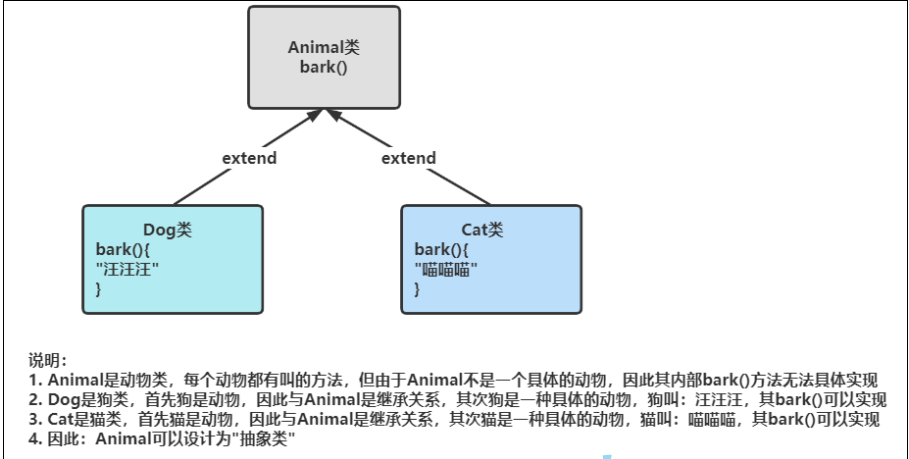 Animal类
bark()
extend
extend
Dog类
bark(){
"汪汪汪"
}
Cat类
bark(){
"喵喵喵"
}
说明：
1. Animal是动物类，每个动物都有叫的方法，但由于Animal不是一个具体的动物，因此其内部bark()方法无法具体实现
2. Dog是狗类，首先狗是动物，因此与Animal是继承关系，其次狗是一种具体的动物，狗叫：汪汪汪，其bark()可以实现
3. Cat是猫类，首先猫是动物，因此与Animal是继承关系，其次猫是一种具体的动物，猫叫：喵喵喵，其bark()可以实现
4. 因此：Animal可以设计为"抽象类"